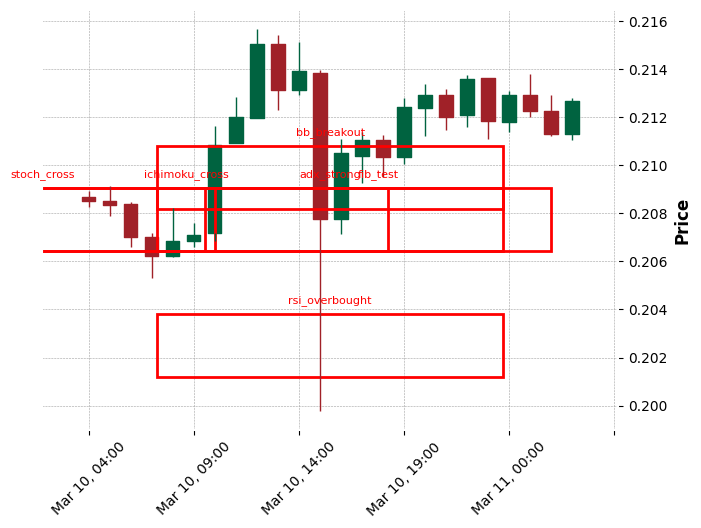 0.216
0.214
0.212
bb_breakout
0.210
stoch_cross
ichimoku_cross
fib_test
0.208
0.206
rsi_overbought
0.204
0.202
0.200
Price
Mar 10, 04:00
Mar 10, 09:00
Mar 10, 14:00
Mar 10, 19:00
Mar 11, 00:00